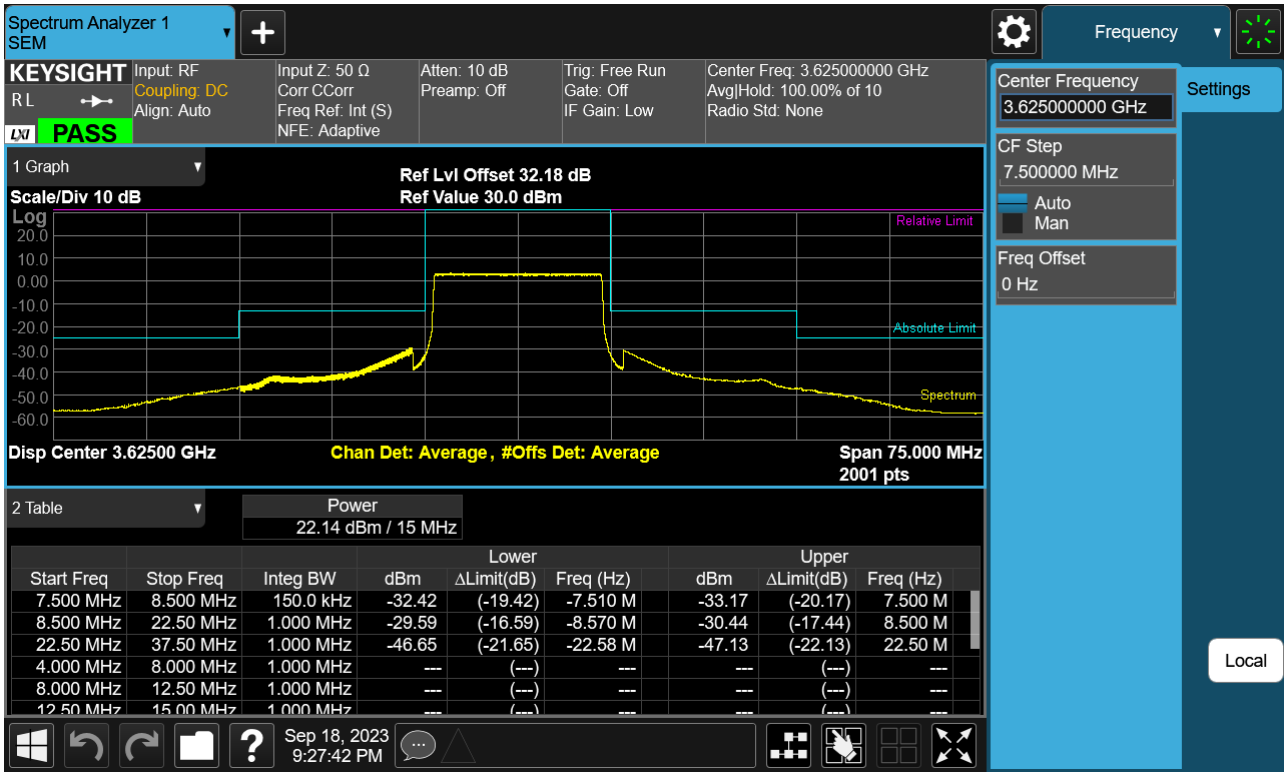 Spectrum Analyzer 1
SEM
Frequency
KEYSIGHT
R L
LXI
PASS
Input: RF
Coupling: DC
Align: Auto
Input Z: 50 Ω
Corr CCorr
Freq Ref: Int (S)
NFE: Adaptive
Atten: 10 dB
Preamp: Off
Trig: Free Run
Gate: Off
IF Gain: Low
Center Freq: 3.625000000 GHz
Avg|Hold: 100.00% of 10
Radio Std: None
Center Frequency
3.625000000 GHz
Settings
CF Step
7.500000 MHz
Auto
Man
Freq Offset
0 Hz
1 Graph
Ref Lvl Offset 32.18 dB
Scale/Div 10 dB
Ref Value 30.0 dBm
Log
20.0
10.0
0.00
-10.0
-20.0
-30.0
-40.0
-50.0
-60.0
Relative Limit
Absolute Limit
Spectrum
Disp Center 3.62500 GHz
Chan Det: Average , #Offs Det: Average
Span 75.000 MHz
2001 pts
2 Table
Power
22.14 dBm / 15 MHz
Lower Upper
Start Freq Stop Freq Integ BW dBm ΔLimit(dB) Freq (Hz) dBm ΔLimit(dB) Freq (Hz)
7.500 MHz 8.500 MHz 150.0 kHz -32.42 (-19.42) -7.510 M -33.17 (-20.17) 7.500 M
8.500 MHz 22.50 MHz 1.000 MHz -29.59 (-16.59) -8.570 M -30.44 (-17.44) 8.500 M
22.50 MHz 37.50 MHz 1.000 MHz -46.65 (-21.65) -22.58 M -47.13 (-22.13) 22.50 M
4.000 MHz 8.000 MHz 1.000 MHz --- (---) --- --- (---) ---
8.000 MHz 12.50 MHz 1.000 MHz --- (---) --- --- (---) ---
12.50 MHz 15.00 MHz 1.000 MHz --- (---) --- --- (---) ---
Local
Sep 18, 2023
9:27:42 PM